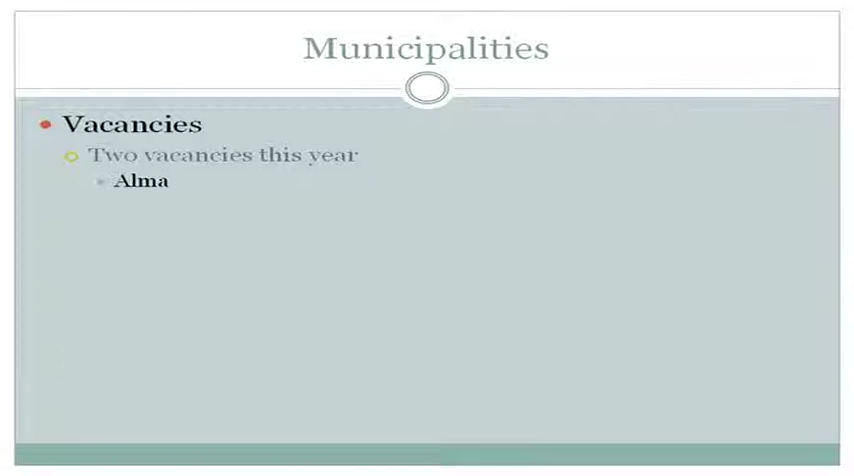 Municipalities
Vacancies
Two vacancies this year
Alma